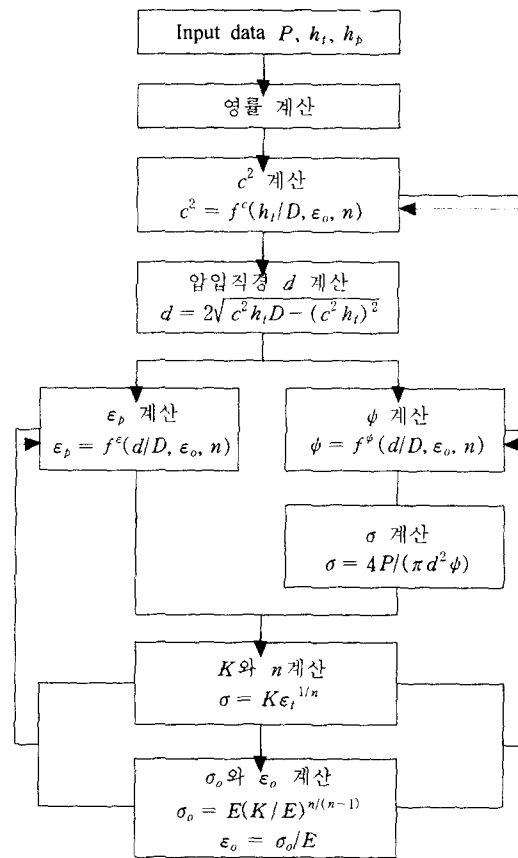 Input data P, h_t, h_p
영률 계산
c² 계산
c² = f^c(h_t/D, ε_o, n)
압입직경 d 계산
d = 2√(c²h_tD − (c²h_t)²)
ε_p 계산
ε_p = f^ε(d/D, ε_o, n)
ψ 계산
ψ = f^ψ(d/D, ε_o, n)
σ 계산
σ = 4P/(πd²ψ)
K와 n계산
σ = Kε_t^{1/n}
σ_o와 ε_o 계산
σ_o = E(K/E)^{n/(n−1)}
ε_o = σ_o/E